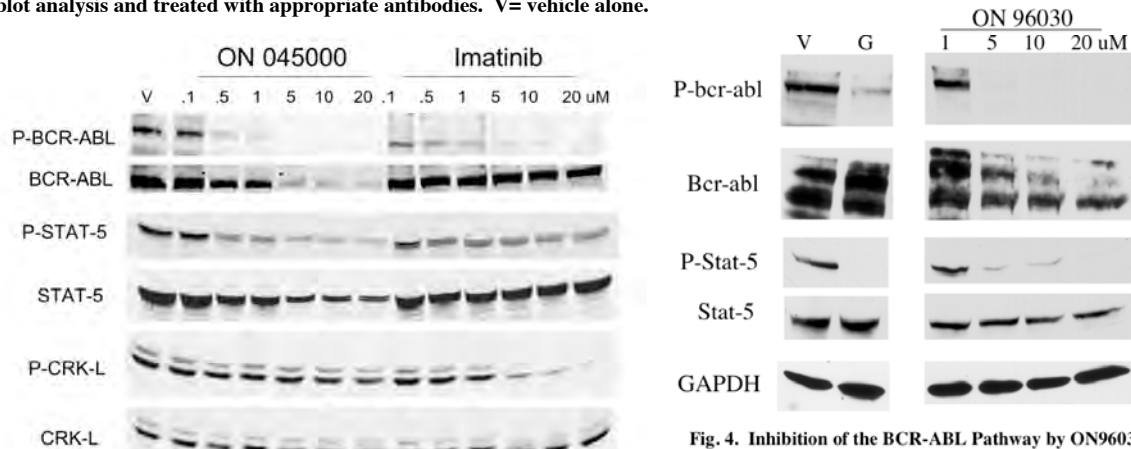 plot analysis and treated with appropriate antibodies. V= vehicle alone.
ON 045000 Imatinib
V .1 .5 1 5 10 20 .1 .5 1 5 10 20 uM
P-BCR-ABL
BCR-ABL
P-STAT-5
STAT-5
P-CRK-L
CRK-L
ON 96030
V G 1 5 10 20 uM
P-bcr-abl
Bcr-abl
P-Stat-5
Stat-5
GAPDH
Fig. 4. Inhibition of the BCR-ABL Pathway by ON9603